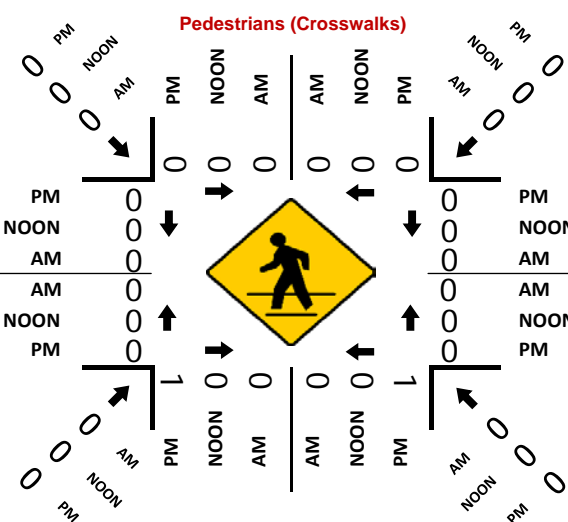 Pedestrians (Crosswalks)
PM NOON AM AM NOON PM
PM NOON AM
0 0 0
PM NOON AM
0 0 0
0 0 0 0 0 0
PM 0 0 PM
NOON 0 0 NOON
AM 0 0 AM
AM 0 0 AM
NOON 0 0 NOON
PM 0 0 PM
1 0 0 0 0 1
PM NOON AM AM NOON PM
0 0 0
AM NOON PM
0 0 0
AM NOON PM